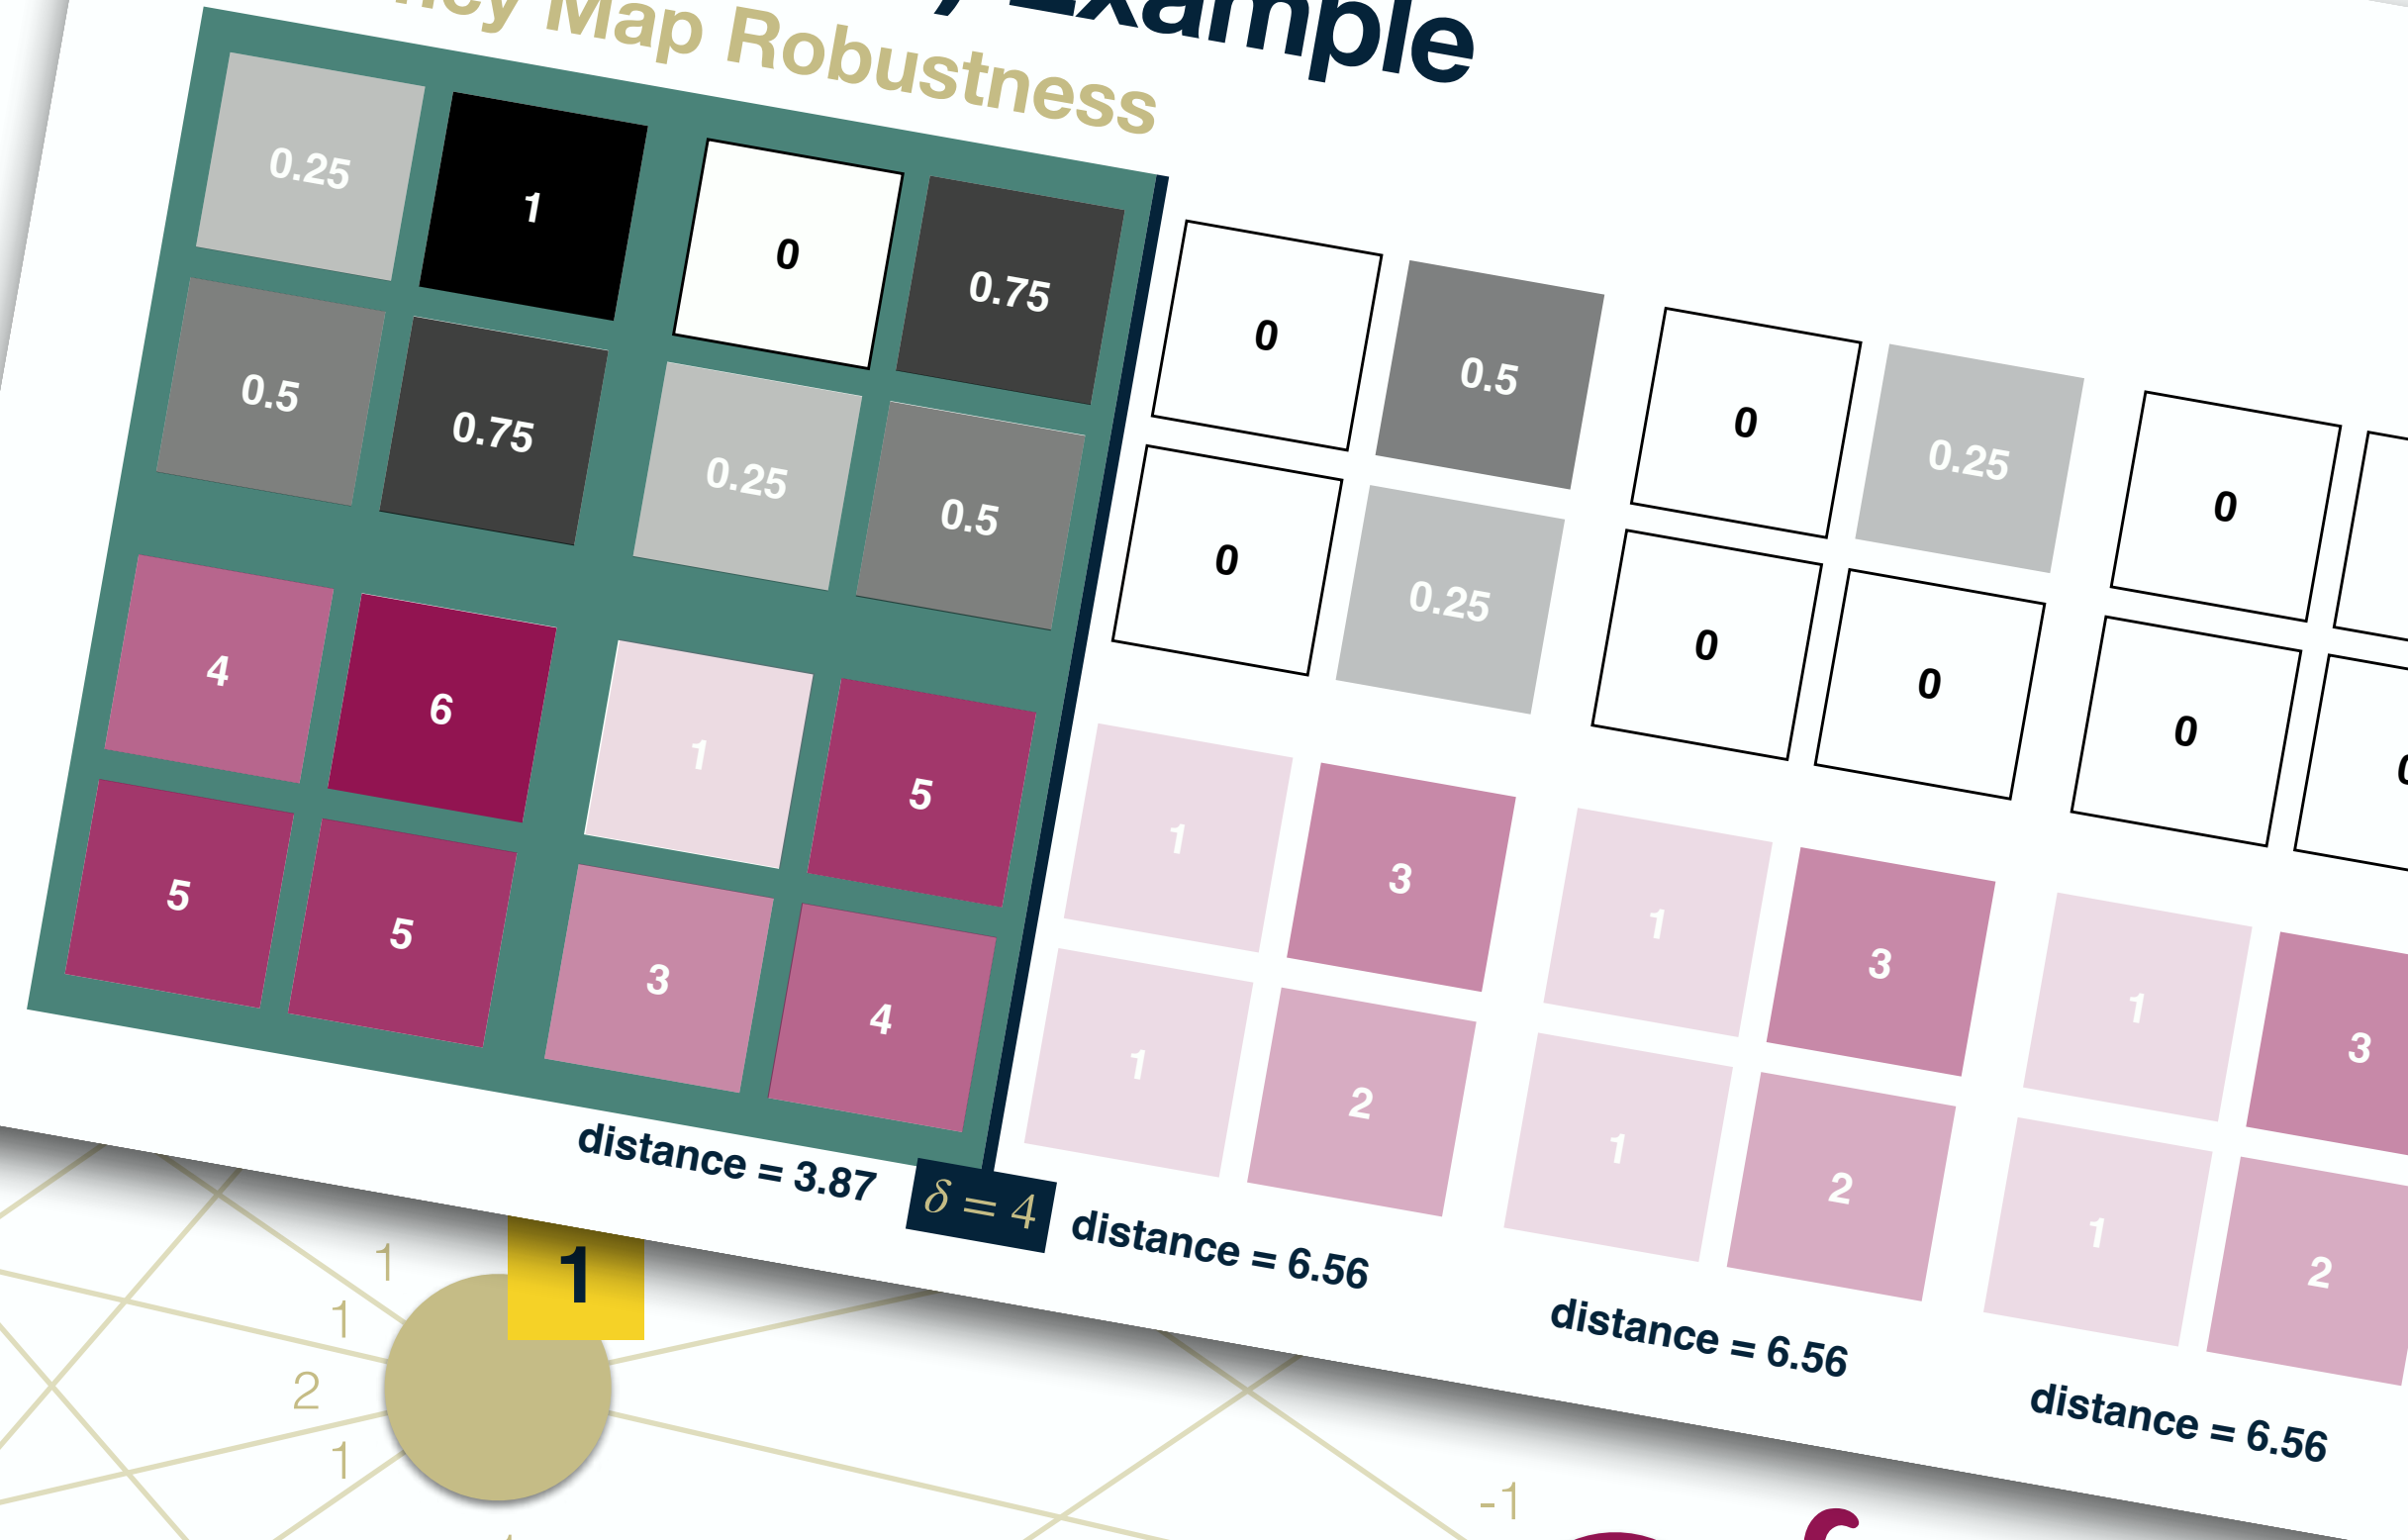 Example
Map Robustness
0.25 1 0 0.75
0.5 0.75 0.25 0.5
0 0.5 0 0.25 0
0 0.25 0 0 0
4 6 1 5
5 5 3 4
1 3 1 3 1 3
1 2 1 2 1 2
distance = 3.87
δ = 4
distance = 6.56
distance = 6.56
distance = 6.56
1
1
1
2
1
-1